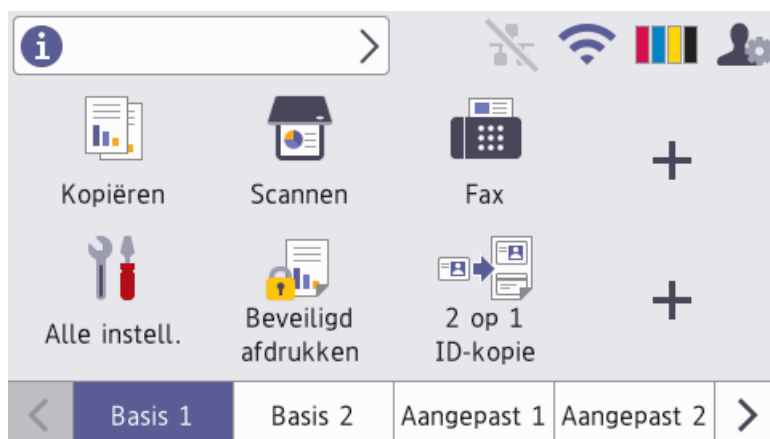 Kopiëren
Scannen
Fax
Alle instell.
Beveiligd
afdrukken
2 op 1
ID-kopie
Basis 1
Basis 2
Aangepast 1
Aangepast 2